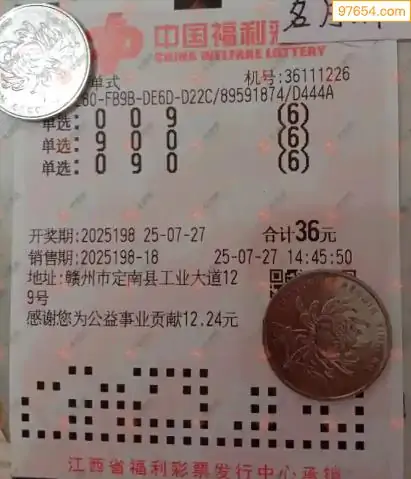 97654.com
中国福利
CHINA WELFARE LOTTERY
单式
机号:36111226
80-FB9B-DE6D-D22C/89591874/D444A
单选: 0 0 9 (6)
单选: 9 0 0 (6)
单选: 0 9 0 (6)
开奖期:2025198 25-07-27 合计36元
销售期:2025198-18 25-07-27 14:45:50
地址:赣州市定南县工业大道12
9号
感谢您为公益事业贡献12.24元
江西省福利彩票发行中心承销